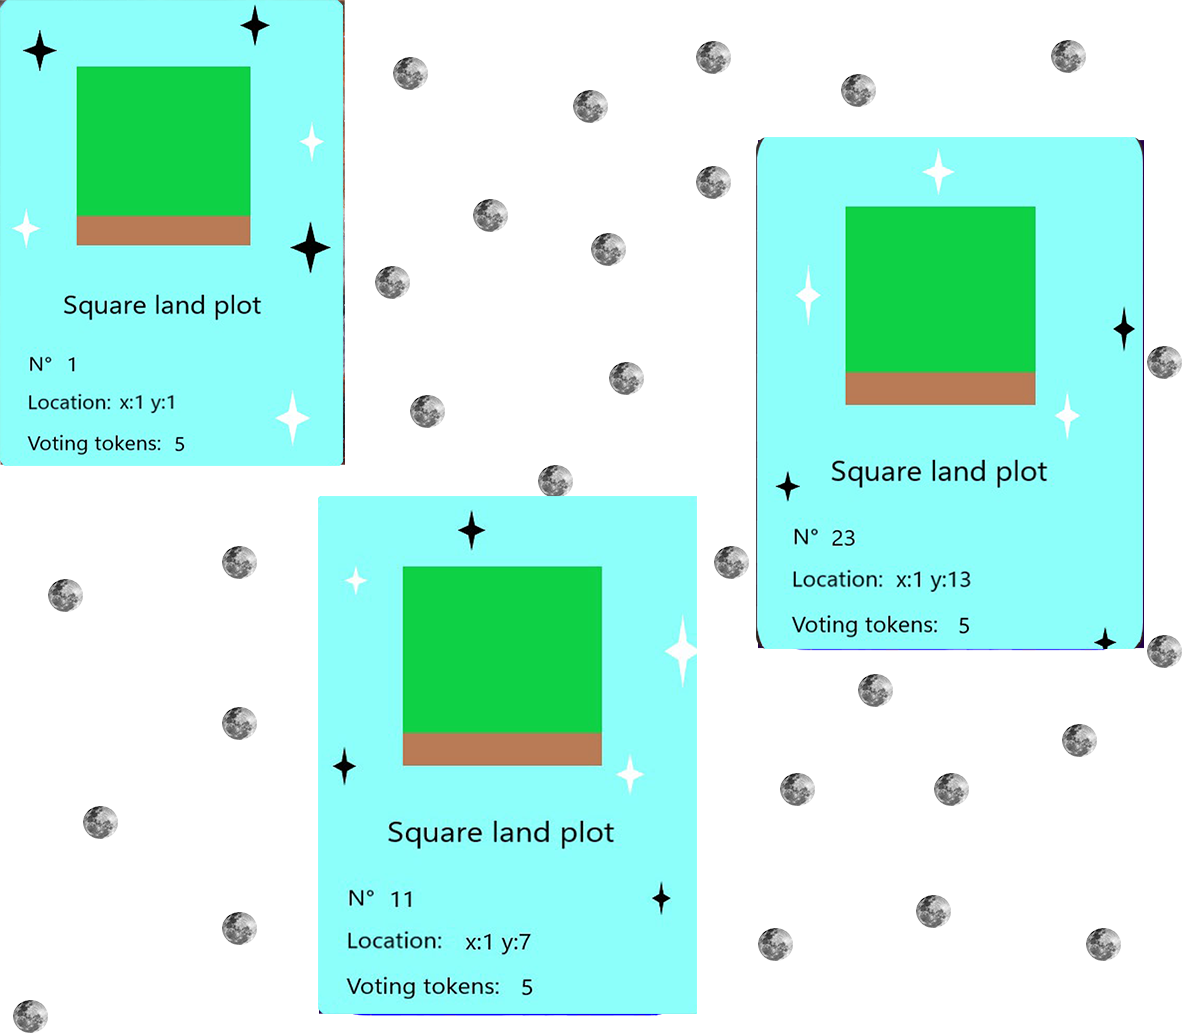 Square land plot
N° 1
Location: x:1 y:1
Voting tokens: 5
Square land plot
N° 23
Location: x:1 y:13
Voting tokens: 5
Square land plot
N° 11
Location: x:1 y:7
Voting tokens: 5